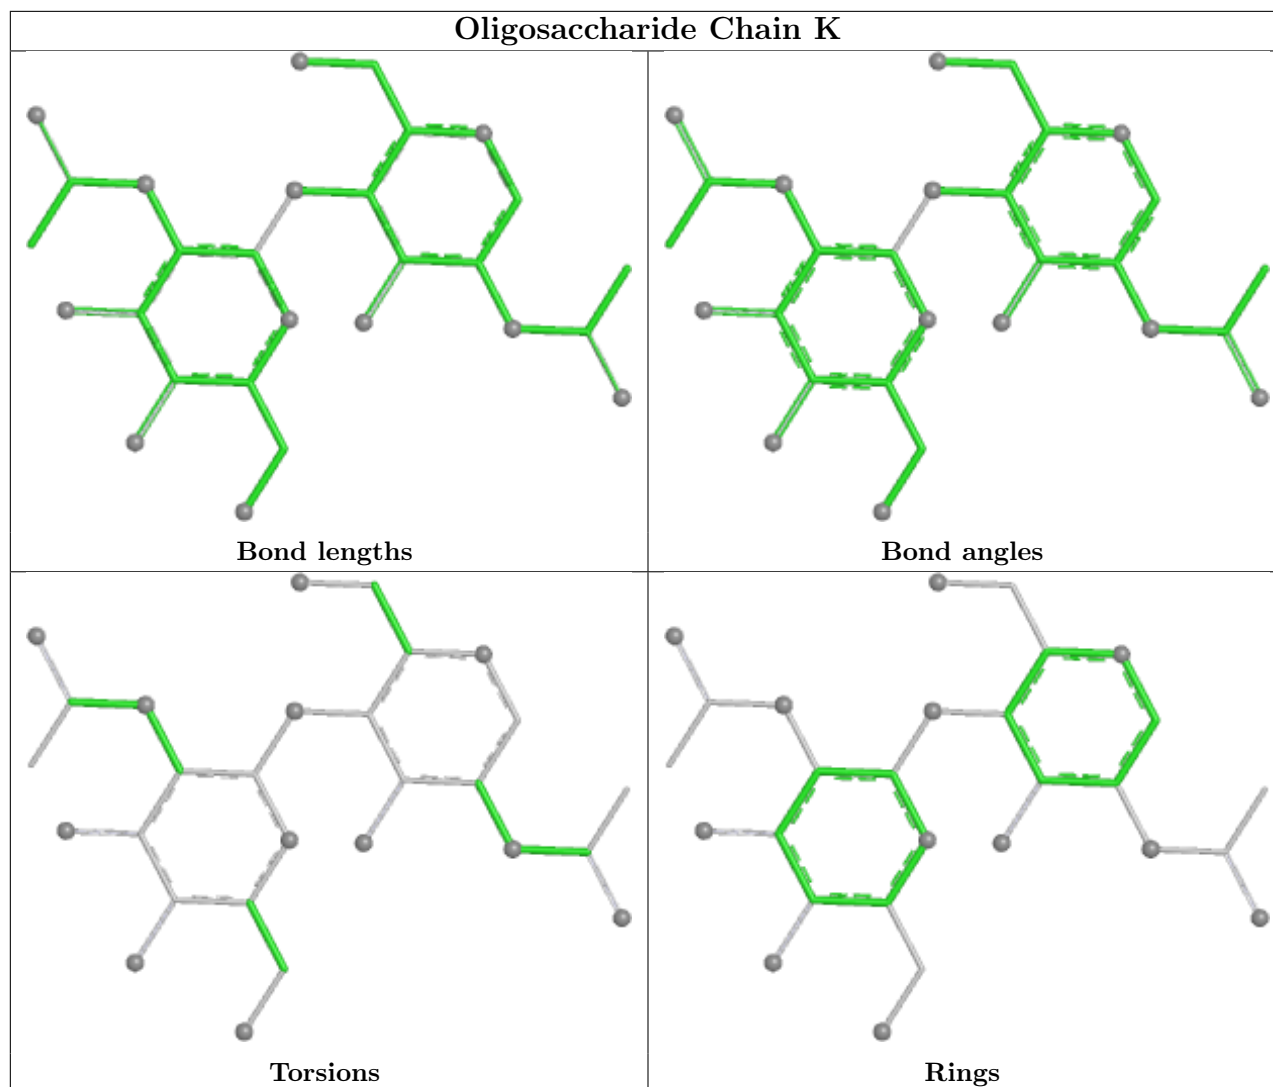 Oligosaccharide Chain K
Bond lengths
Bond angles
Torsions
Rings